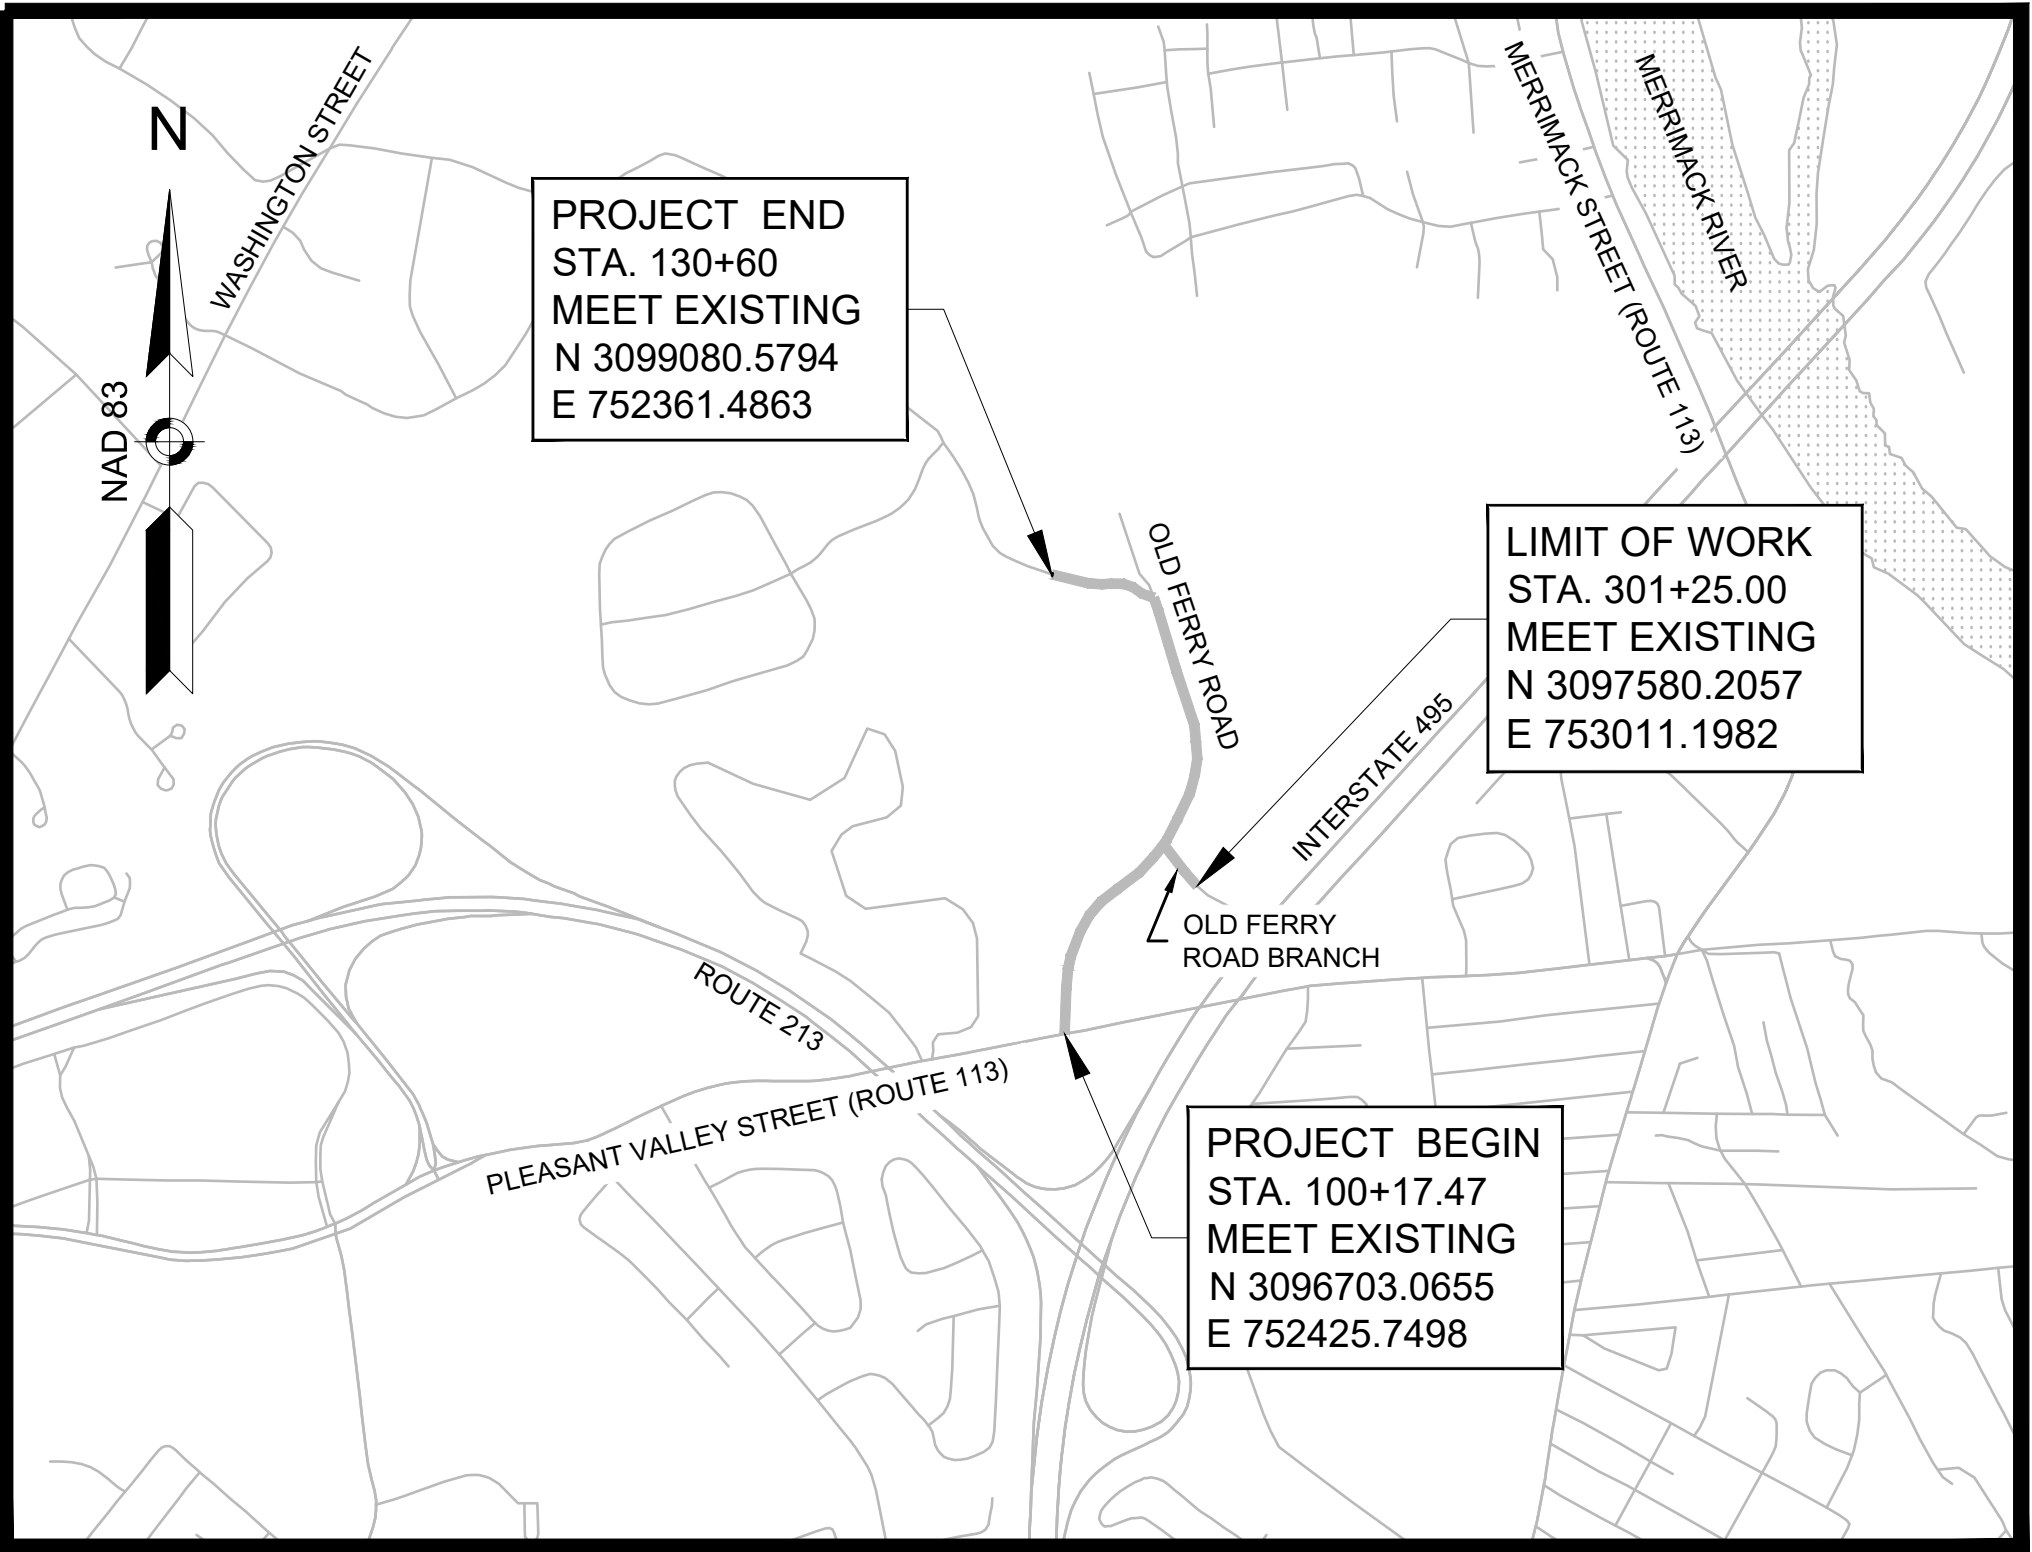 N
NAD 83
WASHINGTON STREET
PROJECT END
STA. 130+60
MEET EXISTING
N 3099080.5794
E 752361.4863
MERRIMACK STREET (ROUTE 113)
MERRIMACK RIVER
OLD FERRY ROAD
LIMIT OF WORK
STA. 301+25.00
MEET EXISTING
N 3097580.2057
E 753011.1982
INTERSTATE 495
OLD FERRY
ROAD BRANCH
ROUTE 213
PLEASANT VALLEY STREET (ROUTE 113)
PROJECT BEGIN
STA. 100+17.47
MEET EXISTING
N 3096703.0655
E 752425.7498